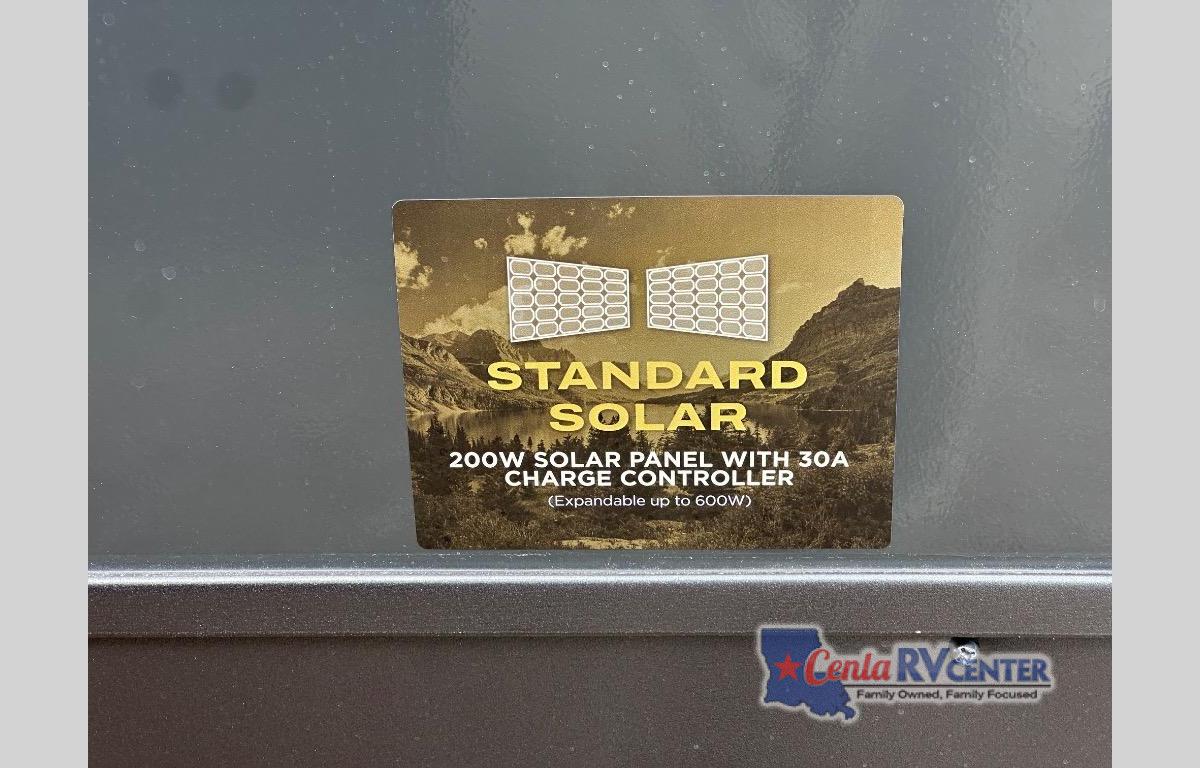 STANDARD
SOLAR
200W SOLAR PANEL WITH 30A
CHARGE CONTROLLER
(Expandable up to 600W)
Cenla RV CENTER
Family Owned, Family Focused